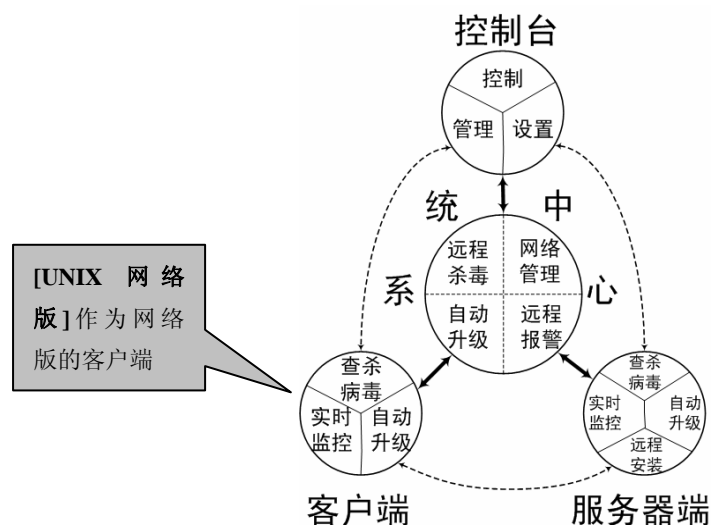 控制台
控制
管理
设置
系统中心
远程
杀毒
网络
管理
自动
升级
远程
报警
[UNIX 网络
版]作为网络
版的客户端
查杀
病毒
实时
监控
自动
升级
客户端
查杀
病毒
实时
监控
自动
升级
远程
安装
服务器端